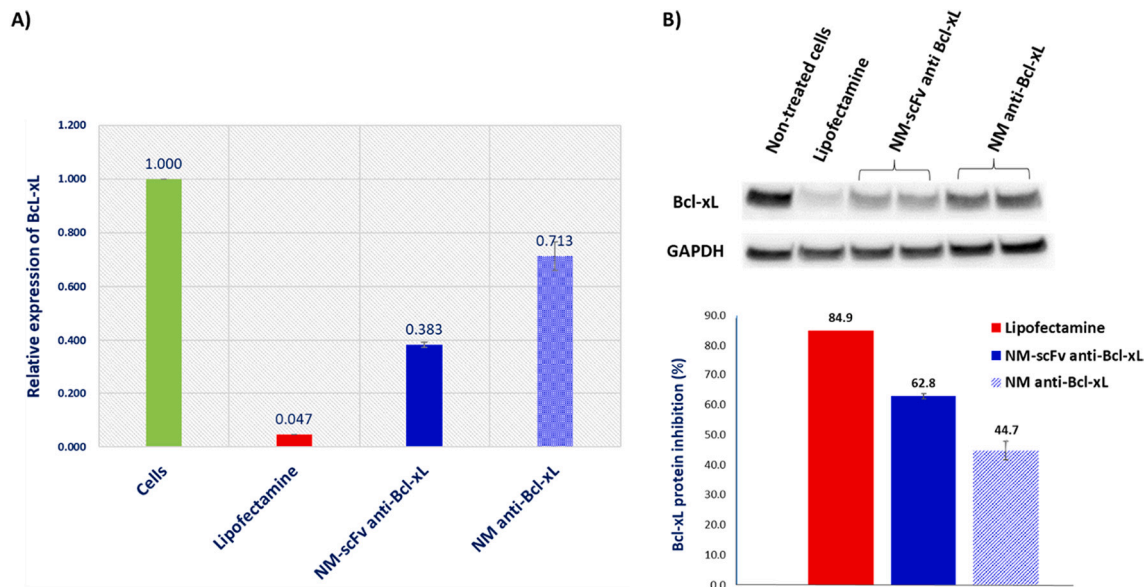 A)
Relative expression of BcL-xL
1.200
1.000
0.800
0.600
0.400
0.200
0.000
1.000
0.047
0.383
0.713
Cells
Lipofectamine
NM-scFv anti-Bcl-xL
NM anti-Bcl-xL
B)
Non-treated cells
Lipofectamine
NM-scFv anti Bcl-xL
NM anti-Bcl-xL
Bcl-xL
GAPDH
Bcl-xL protein inhibition (%)
90.0
80.0
70.0
60.0
50.0
40.0
30.0
20.0
10.0
0.0
84.9
62.8
44.7
Lipofectamine
NM-scFv anti-Bcl-xL
NM anti-Bcl-xL